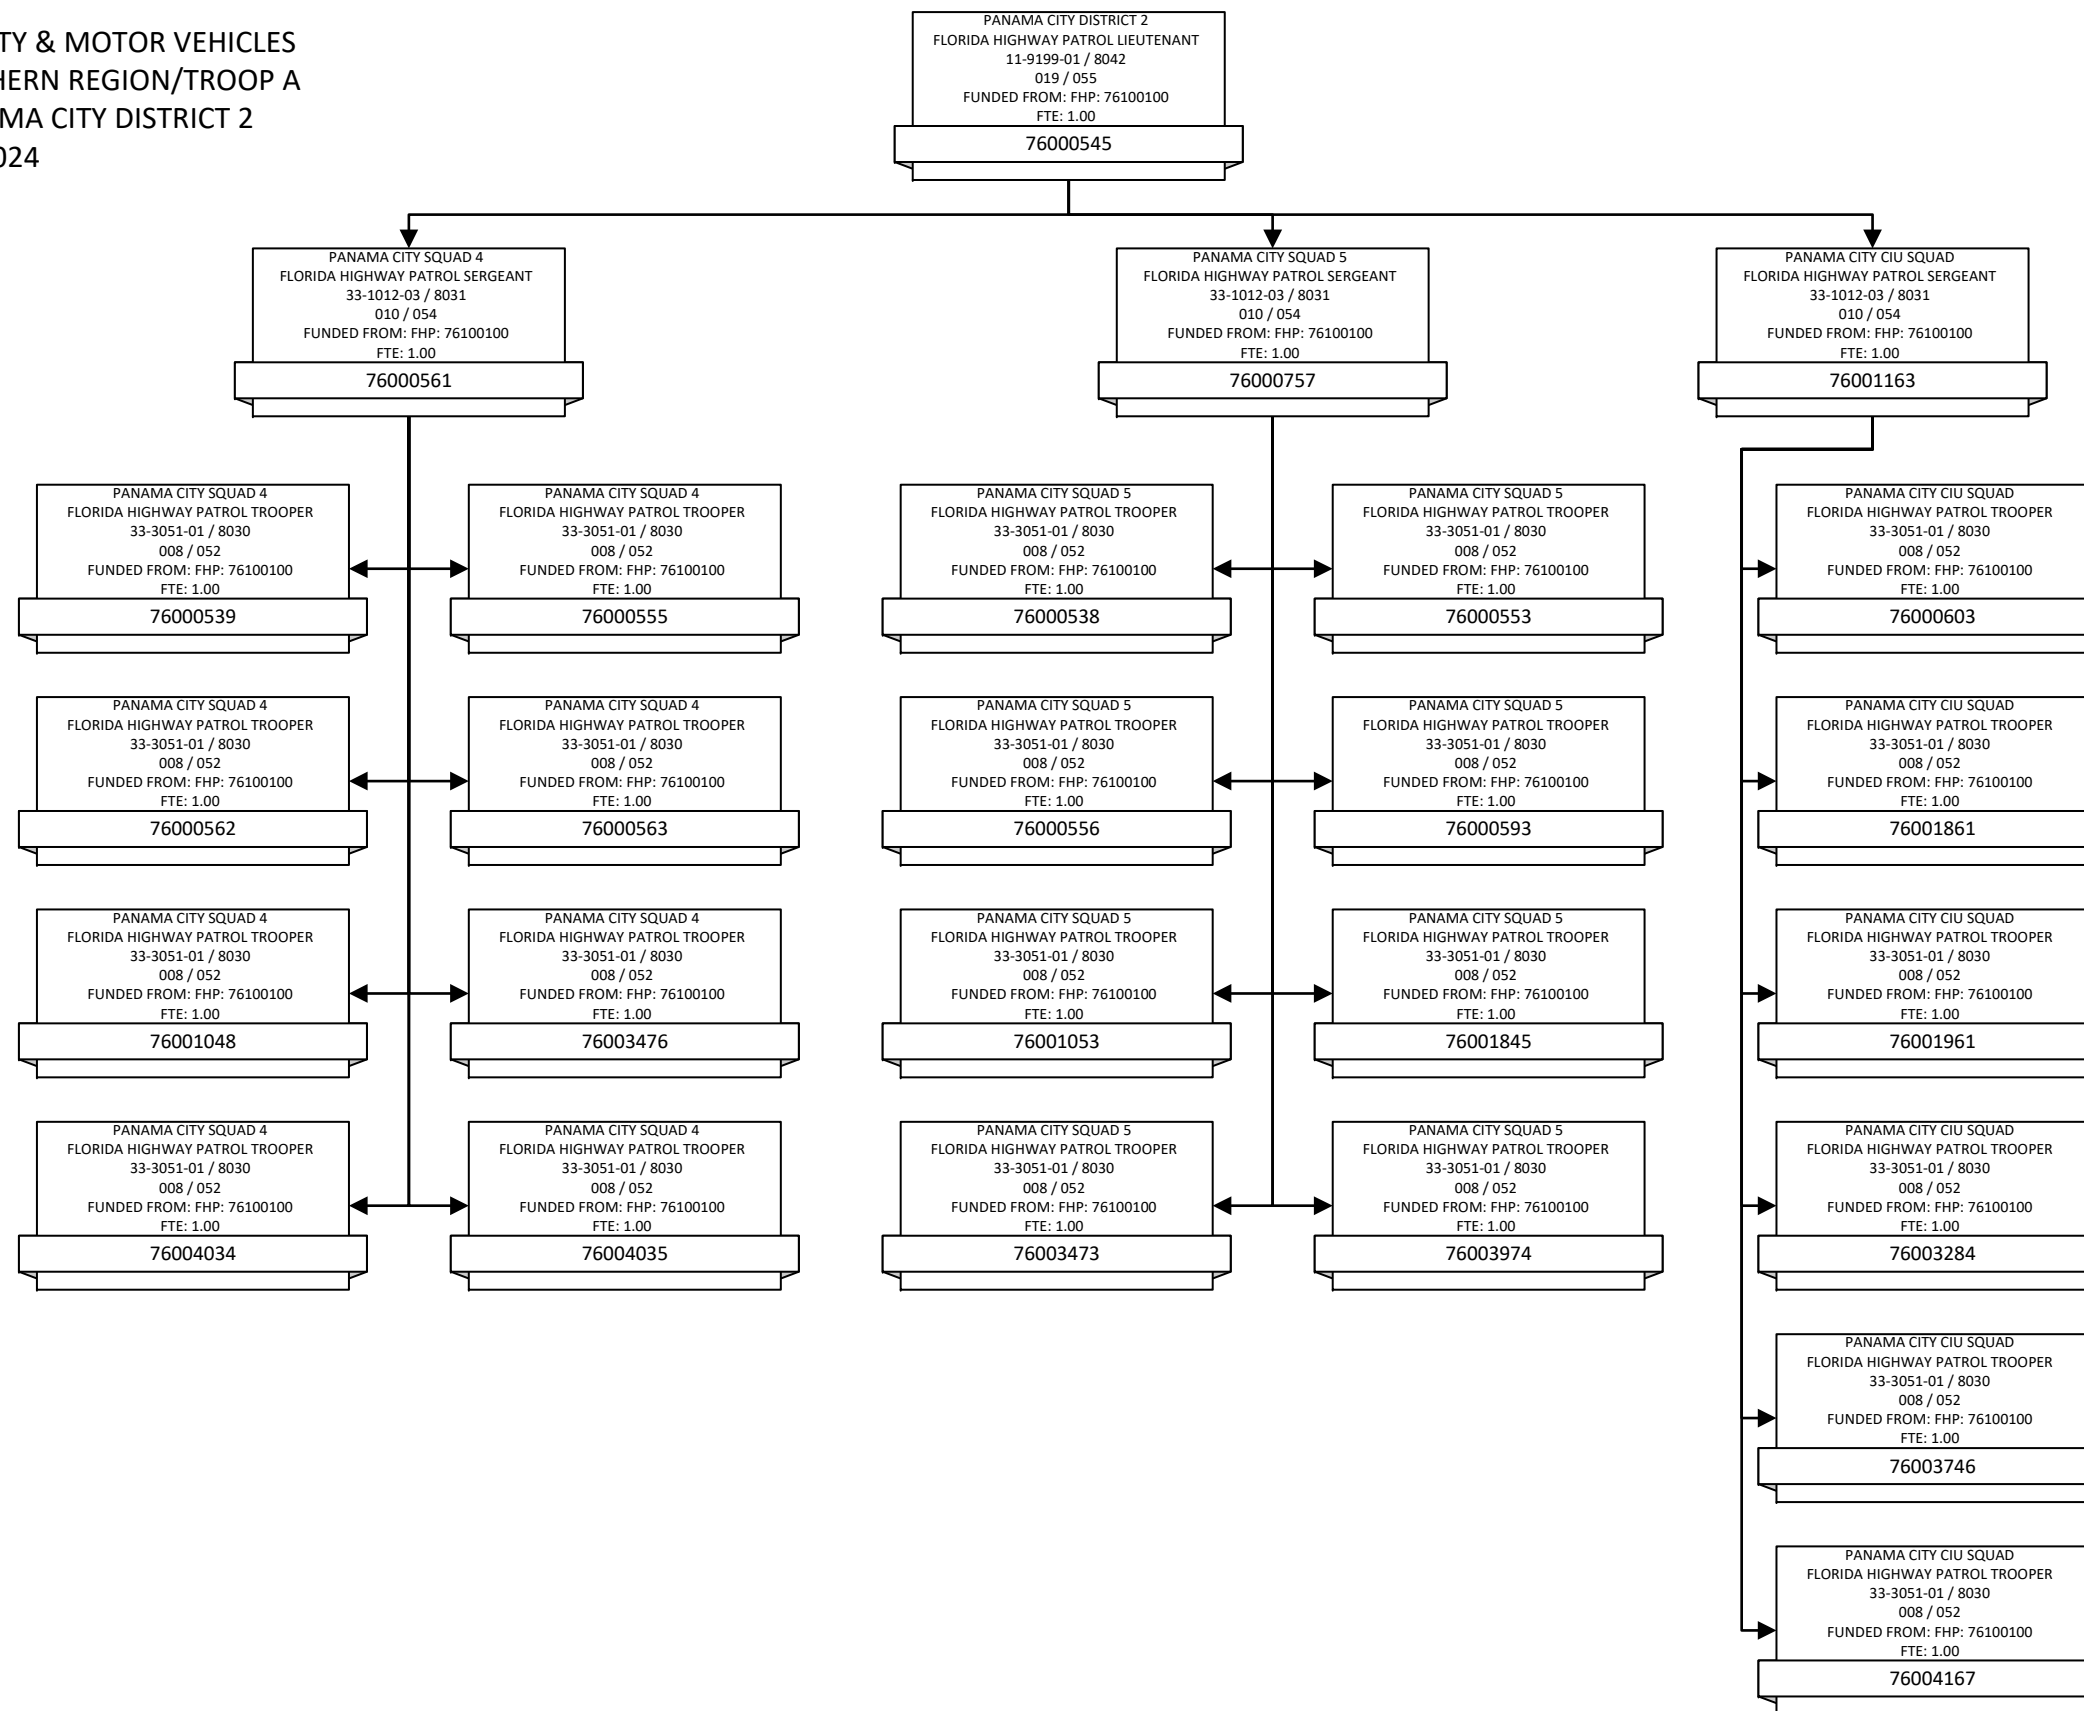 TY & MOTOR VEHICLES
HERN REGION/TROOP A
MA CITY DISTRICT 2
024
PANAMA CITY DISTRICT 2
FLORIDA HIGHWAY PATROL LIEUTENANT
11-9199-01 / 8042
019 / 055
FUNDED FROM: FHP: 76100100
FTE: 1.00
76000545
PANAMA CITY SQUAD 4
FLORIDA HIGHWAY PATROL SERGEANT
33-1012-03 / 8031
010 / 054
FUNDED FROM: FHP: 76100100
FTE: 1.00
76000561
PANAMA CITY SQUAD 5
FLORIDA HIGHWAY PATROL SERGEANT
33-1012-03 / 8031
010 / 054
FUNDED FROM: FHP: 76100100
FTE: 1.00
76000757
PANAMA CITY CIU SQUAD
FLORIDA HIGHWAY PATROL SERGEANT
33-1012-03 / 8031
010 / 054
FUNDED FROM: FHP: 76100100
FTE: 1.00
76001163
PANAMA CITY SQUAD 4
FLORIDA HIGHWAY PATROL TROOPER
33-3051-01 / 8030
008 / 052
FUNDED FROM: FHP: 76100100
FTE: 1.00
76000539
PANAMA CITY SQUAD 4
FLORIDA HIGHWAY PATROL TROOPER
33-3051-01 / 8030
008 / 052
FUNDED FROM: FHP: 76100100
FTE: 1.00
76000555
PANAMA CITY SQUAD 5
FLORIDA HIGHWAY PATROL TROOPER
33-3051-01 / 8030
008 / 052
FUNDED FROM: FHP: 76100100
FTE: 1.00
76000538
PANAMA CITY SQUAD 5
FLORIDA HIGHWAY PATROL TROOPER
33-3051-01 / 8030
008 / 052
FUNDED FROM: FHP: 76100100
FTE: 1.00
76000553
PANAMA CITY CIU SQUAD
FLORIDA HIGHWAY PATROL TROOPER
33-3051-01 / 8030
008 / 052
FUNDED FROM: FHP: 76100100
FTE: 1.00
76000603
PANAMA CITY SQUAD 4
FLORIDA HIGHWAY PATROL TROOPER
33-3051-01 / 8030
008 / 052
FUNDED FROM: FHP: 76100100
FTE: 1.00
76000562
PANAMA CITY SQUAD 4
FLORIDA HIGHWAY PATROL TROOPER
33-3051-01 / 8030
008 / 052
FUNDED FROM: FHP: 76100100
FTE: 1.00
76000563
PANAMA CITY SQUAD 5
FLORIDA HIGHWAY PATROL TROOPER
33-3051-01 / 8030
008 / 052
FUNDED FROM: FHP: 76100100
FTE: 1.00
76000556
PANAMA CITY SQUAD 5
FLORIDA HIGHWAY PATROL TROOPER
33-3051-01 / 8030
008 / 052
FUNDED FROM: FHP: 76100100
FTE: 1.00
76000593
PANAMA CITY CIU SQUAD
FLORIDA HIGHWAY PATROL TROOPER
33-3051-01 / 8030
008 / 052
FUNDED FROM: FHP: 76100100
FTE: 1.00
76001861
PANAMA CITY SQUAD 4
FLORIDA HIGHWAY PATROL TROOPER
33-3051-01 / 8030
008 / 052
FUNDED FROM: FHP: 76100100
FTE: 1.00
76001048
PANAMA CITY SQUAD 4
FLORIDA HIGHWAY PATROL TROOPER
33-3051-01 / 8030
008 / 052
FUNDED FROM: FHP: 76100100
FTE: 1.00
76003476
PANAMA CITY SQUAD 5
FLORIDA HIGHWAY PATROL TROOPER
33-3051-01 / 8030
008 / 052
FUNDED FROM: FHP: 76100100
FTE: 1.00
76001053
PANAMA CITY SQUAD 5
FLORIDA HIGHWAY PATROL TROOPER
33-3051-01 / 8030
008 / 052
FUNDED FROM: FHP: 76100100
FTE: 1.00
76001845
PANAMA CITY CIU SQUAD
FLORIDA HIGHWAY PATROL TROOPER
33-3051-01 / 8030
008 / 052
FUNDED FROM: FHP: 76100100
FTE: 1.00
76001961
PANAMA CITY SQUAD 4
FLORIDA HIGHWAY PATROL TROOPER
33-3051-01 / 8030
008 / 052
FUNDED FROM: FHP: 76100100
FTE: 1.00
76004034
PANAMA CITY SQUAD 4
FLORIDA HIGHWAY PATROL TROOPER
33-3051-01 / 8030
008 / 052
FUNDED FROM: FHP: 76100100
FTE: 1.00
76004035
PANAMA CITY SQUAD 5
FLORIDA HIGHWAY PATROL TROOPER
33-3051-01 / 8030
008 / 052
FUNDED FROM: FHP: 76100100
FTE: 1.00
76003473
PANAMA CITY SQUAD 5
FLORIDA HIGHWAY PATROL TROOPER
33-3051-01 / 8030
008 / 052
FUNDED FROM: FHP: 76100100
FTE: 1.00
76003974
PANAMA CITY CIU SQUAD
FLORIDA HIGHWAY PATROL TROOPER
33-3051-01 / 8030
008 / 052
FUNDED FROM: FHP: 76100100
FTE: 1.00
76003284
PANAMA CITY CIU SQUAD
FLORIDA HIGHWAY PATROL TROOPER
33-3051-01 / 8030
008 / 052
FUNDED FROM: FHP: 76100100
FTE: 1.00
76003746
PANAMA CITY CIU SQUAD
FLORIDA HIGHWAY PATROL TROOPER
33-3051-01 / 8030
008 / 052
FUNDED FROM: FHP: 76100100
FTE: 1.00
76004167